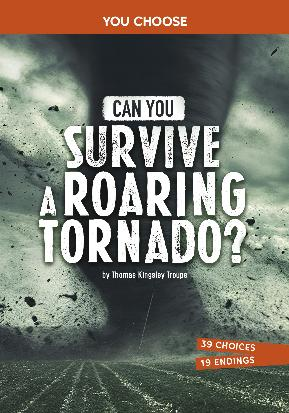 YOU CHOOSE
CAN YOU
SURVIVE
A ROARING
TORNADO?
by Thomas Kingsley Troupe
39 CHOICES
19 ENDINGS